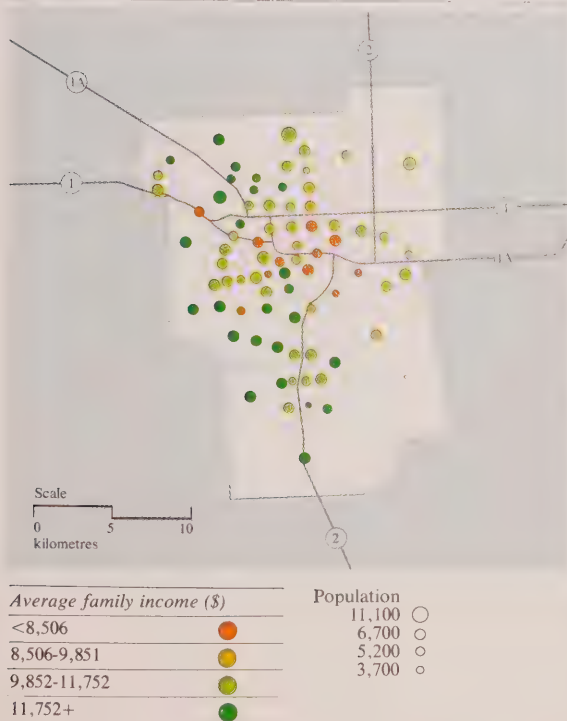 2
1A
1
1
1A
Scale
0 5 10
kilometres
2
Average family income ($)
<8,506
8,506-9,851
9,852-11,752
11,752+
Population
11,100
6,700
5,200
3,700